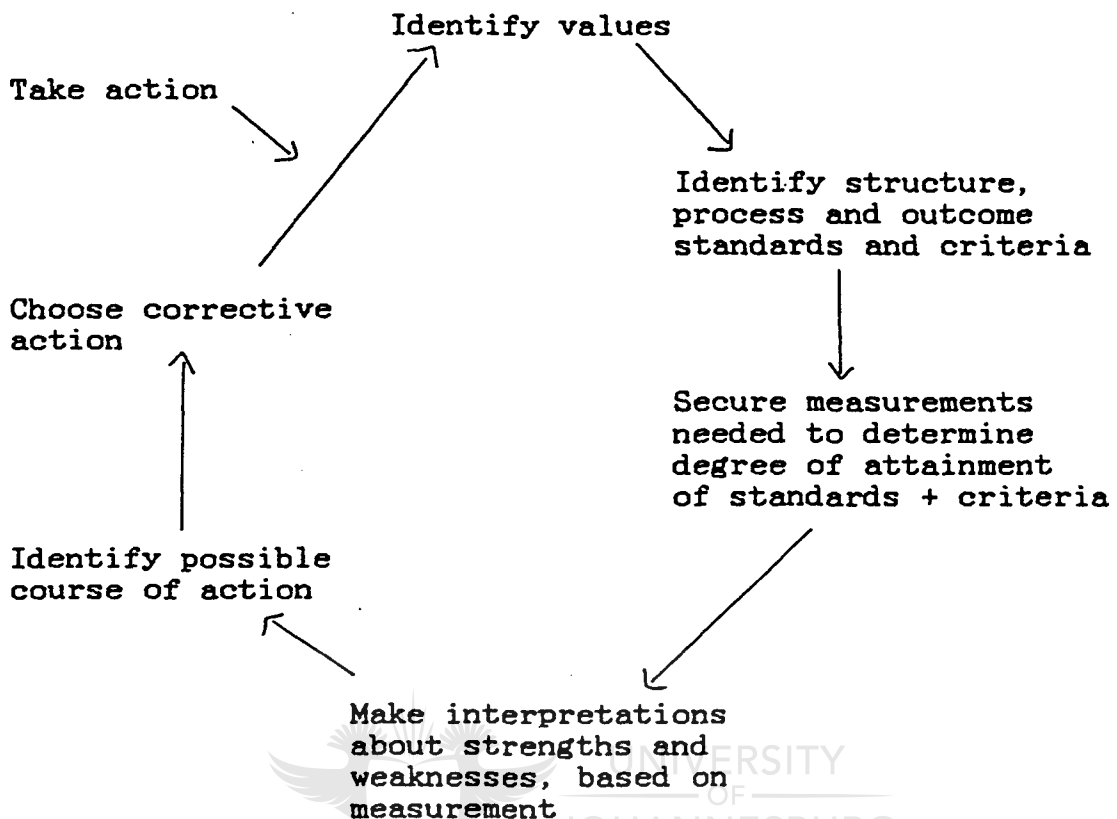 Identify values
Take action
Identify structure,
process and outcome
standards and criteria
Choose corrective
action
Secure measurements
needed to determine
degree of attainment
of standards + criteria
Identify possible
course of action
Make interpretations
about strengths and
weaknesses, based on
measurement
UNIVERSITY
OF
JOHANNESBURG